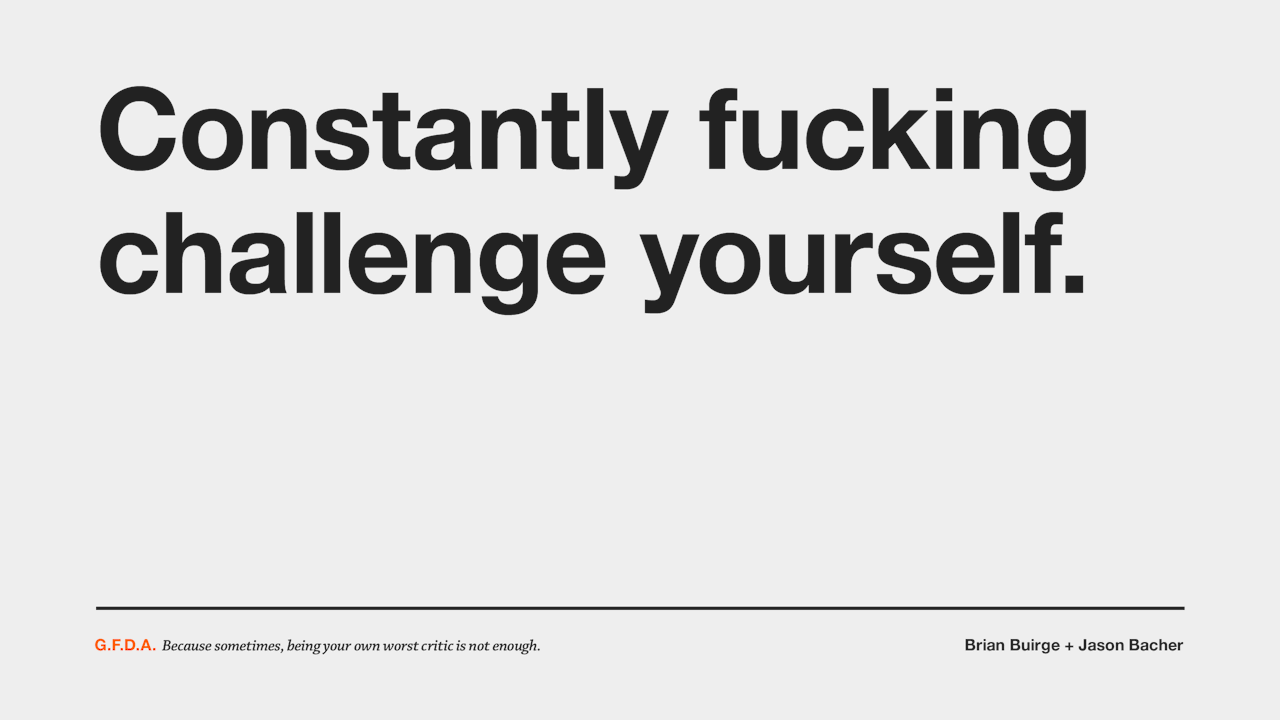 Constantly fucking
challenge yourself.
G.F.D.A. Because sometimes, being your own worst critic is not enough.
Brian Buirge + Jason Bacher